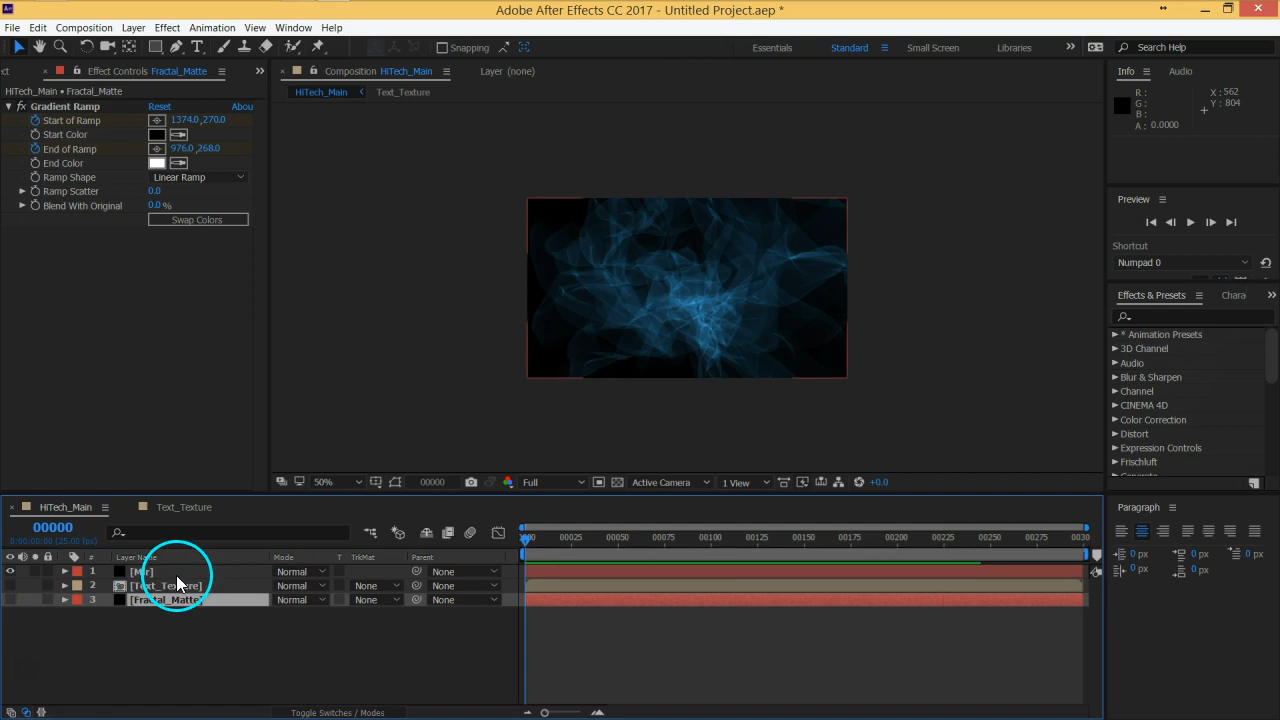 Adobe After Effects CC 2017 - Untitled Project.aep *
File Edit Composition Layer Effect Animation View Window Help
Snapping
Essentials Standard Small Screen Libraries
Search Help
Effect Controls Fractal_Matte
Composition HiTech_Main
Layer (none)
Info Audio
HiTech_Main • Fractal_Matte
HiTech_Main Text_Texture
Gradient Ramp Reset Abou
Start of Ramp 1374.0,270.0
Start Color
End of Ramp 976.0,268.0
End Color
Ramp Shape Linear Ramp
Ramp Scatter 0.0
Blend With Original 0.0 %
Swap Colors
R :
G :
B :
A : 0.0000
X : 562
Y : 804
Preview
Shortcut
Numpad 0
Effects & Presets Chara
* Animation Presets
3D Channel
Audio
Blur & Sharpen
Channel
CINEMA 4D
Color Correction
Distort
Expression Controls
Frischluft
50% 00000 Full Active Camera 1 View +0.0
HiTech_Main Text_Texture
00000
0:00:00:00 (25.00 fps)
00025 00050 00075 00100 00125 00150 00175 00200 00225 00250 00275 0030
# Layer Name Mode T TrkMat Parent
1 [Mir] Normal None
2 [Text_Texture] Normal None None
3 [Fractal_Matte] Normal None None
Toggle Switches / Modes
Paragraph
0 px 0 px 0 px
0 px 0 px